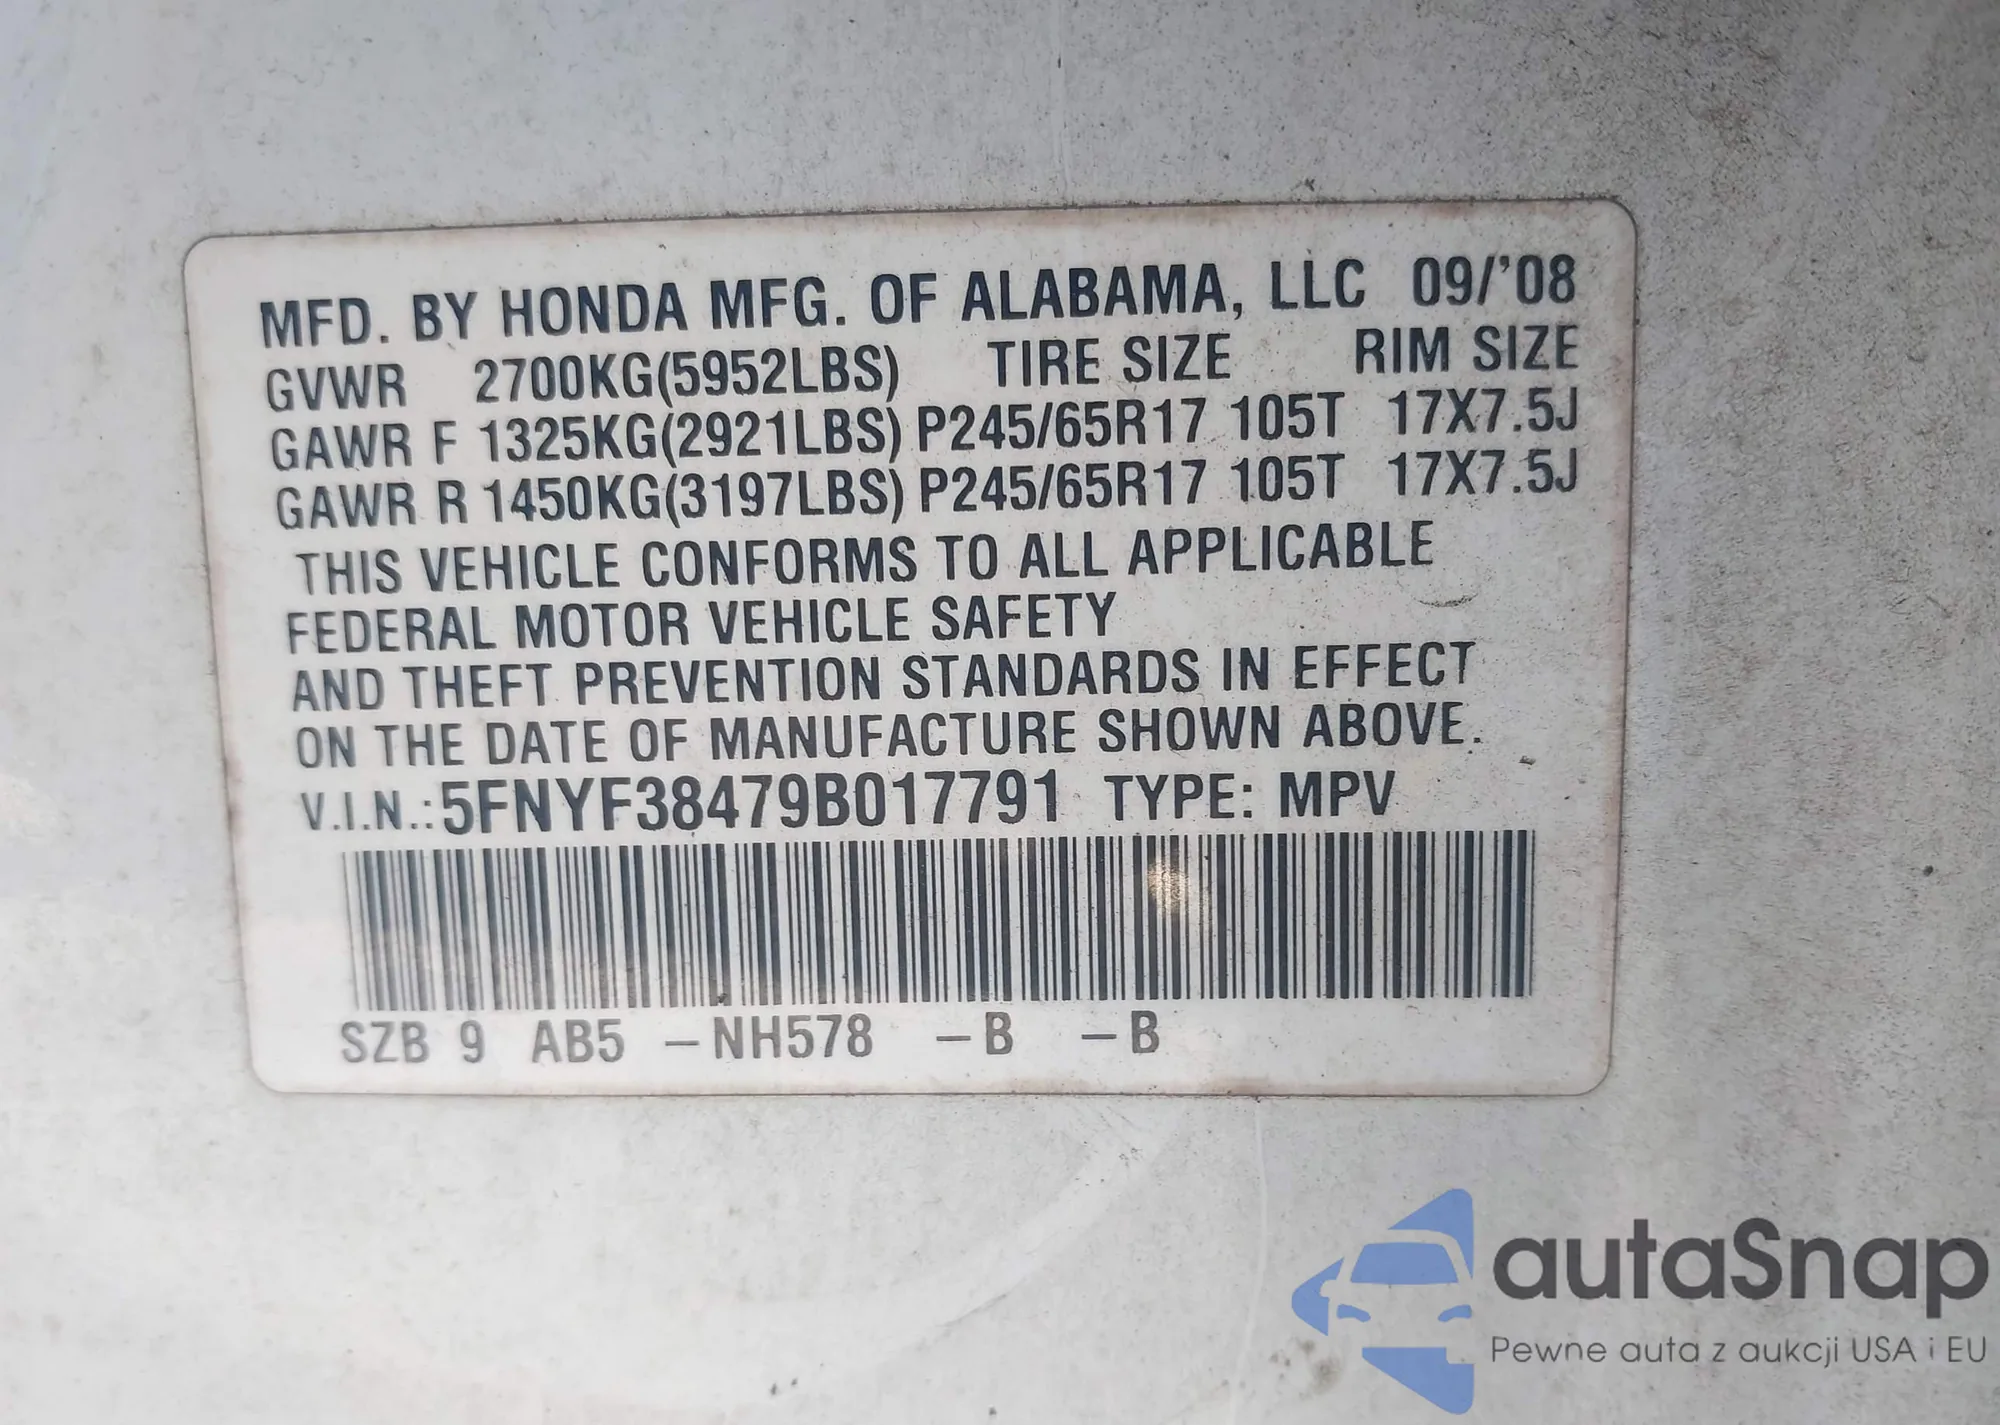 MFD. BY HONDA MFG. OF ALABAMA, LLC 09/'08
GVWR 2700KG(5952LBS) TIRE SIZE RIM SIZE
GAWR F 1325KG(2921LBS) P245/65R17 105T 17X7.5J
GAWR R 1450KG(3197LBS) P245/65R17 105T 17X7.5J
THIS VEHICLE CONFORMS TO ALL APPLICABLE
FEDERAL MOTOR VEHICLE SAFETY
AND THEFT PREVENTION STANDARDS IN EFFECT
ON THE DATE OF MANUFACTURE SHOWN ABOVE.
V.I.N.:5FNYF38479B017791 TYPE: MPV
SZB 9 AB5 –NH578 –B –B
autaSnap
Pewne auta z aukcji USA i EU